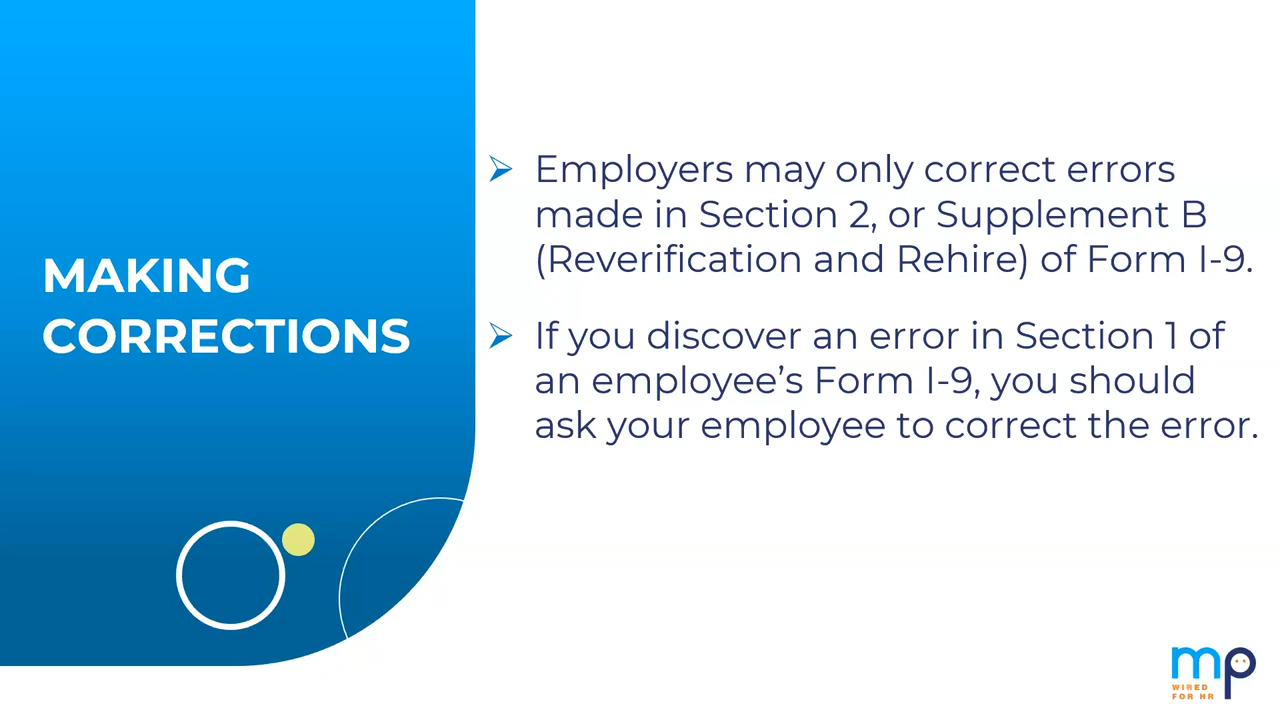 MAKING
CORRECTIONS
Employers may only correct errors
made in Section 2, or Supplement B
(Reverification and Rehire) of Form I-9.
If you discover an error in Section 1 of
an employee’s Form I-9, you should
ask your employee to correct the error.
mp
WIRED
FOR HR